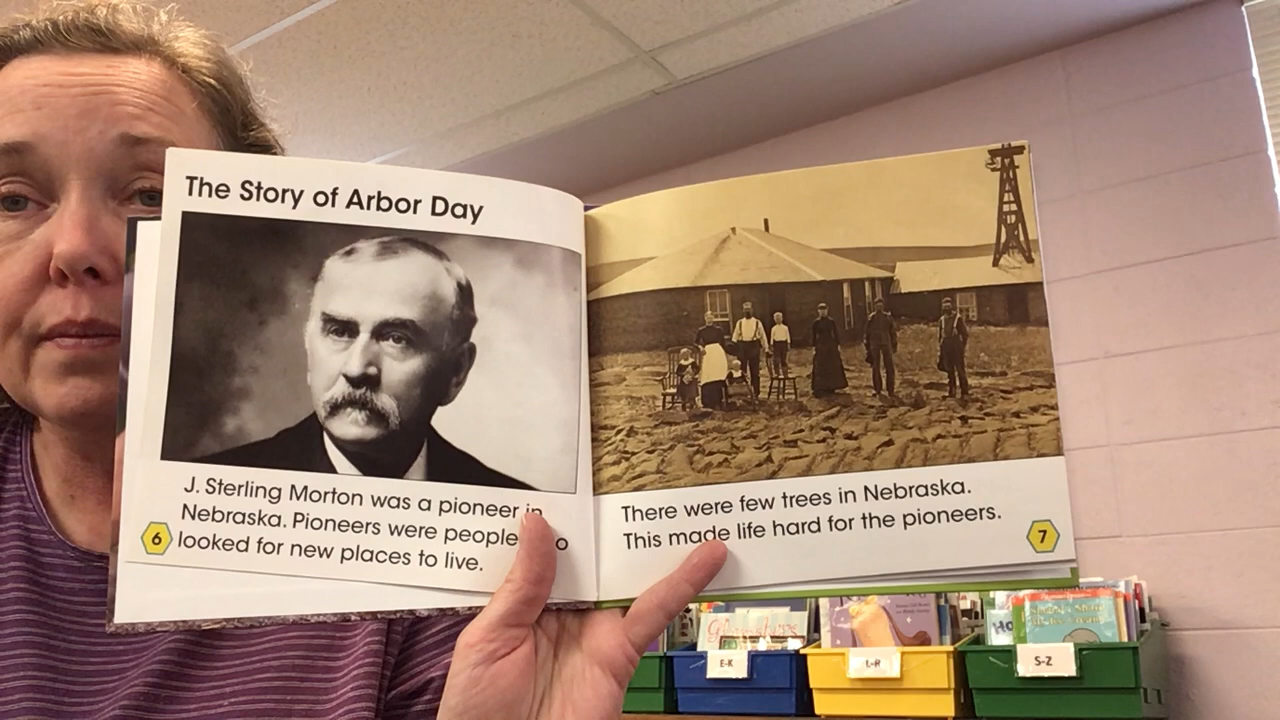 The Story of Arbor Day
J. Sterling Morton was a pioneer in
Nebraska. Pioneers were people
looked for new places to live.
6
There were few trees in Nebraska.
This made life hard for the pioneers.
7
E-K
L-R
S-Z